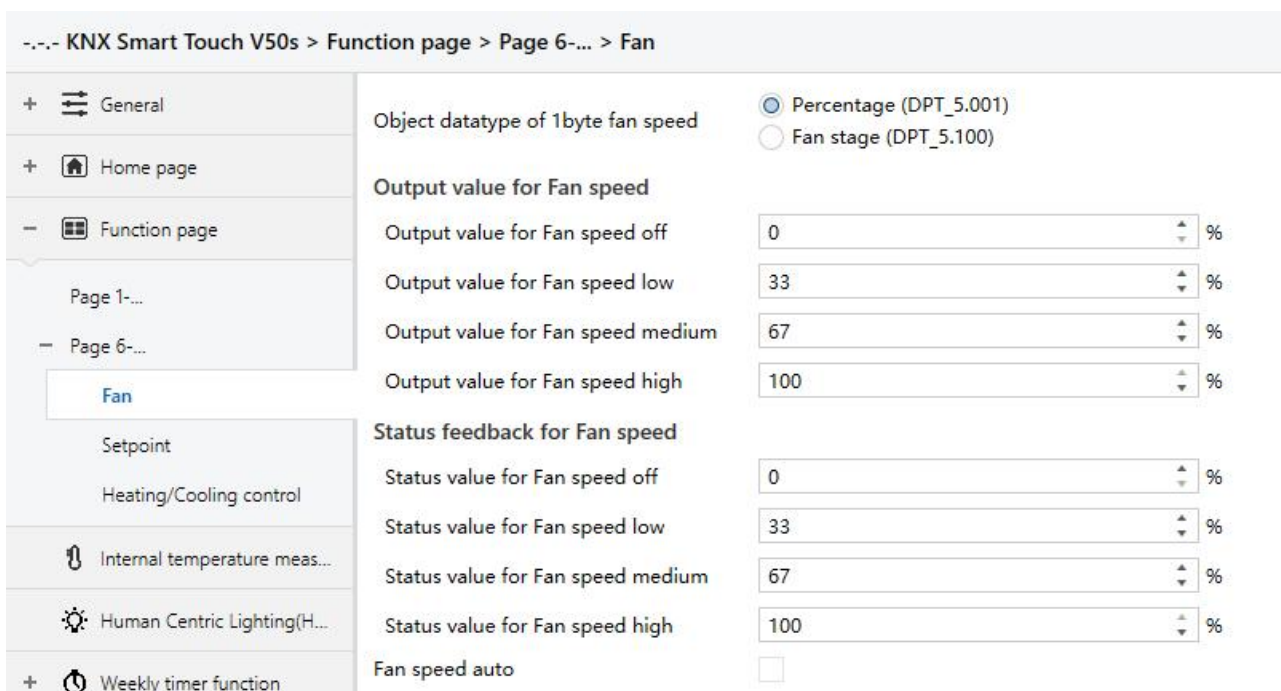 -.-.- KNX Smart Touch V50s > Function page > Page 6-... > Fan
+ General
+ Home page
− Function page
Page 1-...
− Page 6-...
Fan
Setpoint
Heating/Cooling control
Internal temperature meas...
Human Centric Lighting(H...
+ Weekly timer function
Object datatype of 1byte fan speed
Percentage (DPT_5.001)
Fan stage (DPT_5.100)
Output value for Fan speed
Output value for Fan speed off 0 %
Output value for Fan speed low 33 %
Output value for Fan speed medium 67 %
Output value for Fan speed high 100 %
Status feedback for Fan speed
Status value for Fan speed off 0 %
Status value for Fan speed low 33 %
Status value for Fan speed medium 67 %
Status value for Fan speed high 100 %
Fan speed auto